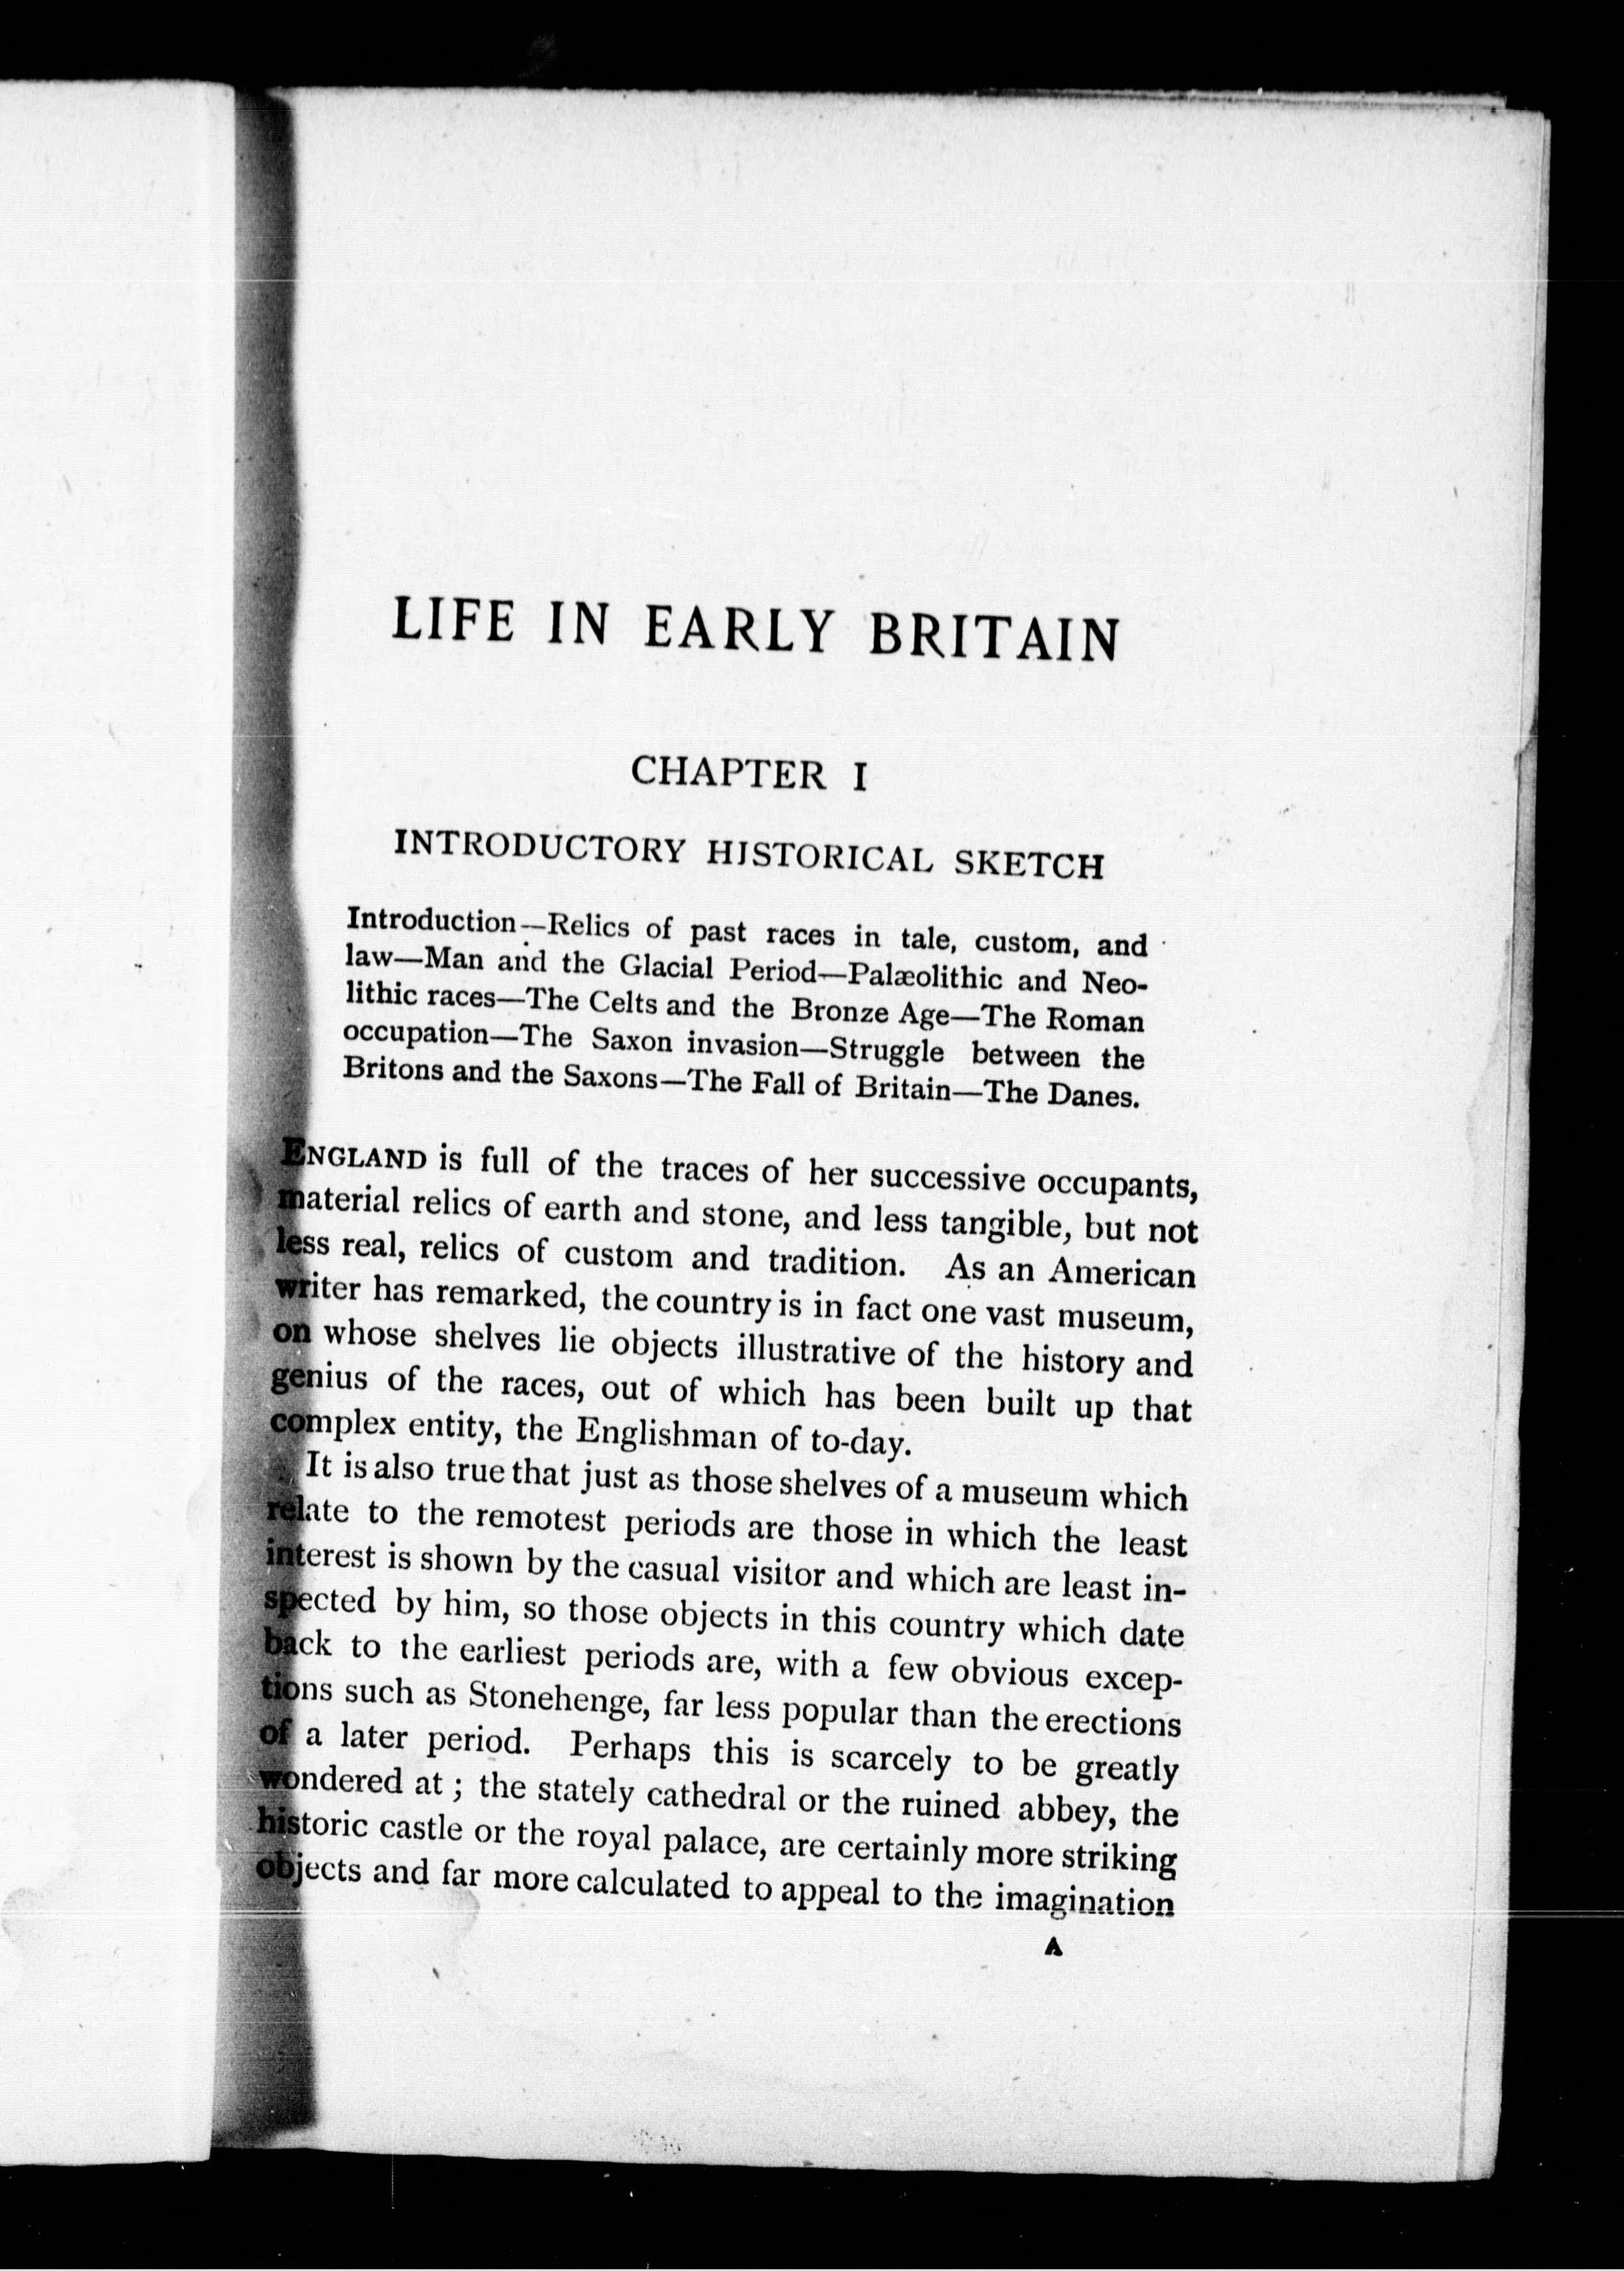 LIFE IN EARLY BRITAIN
CHAPTER I
INTRODUCTORY HISTORICAL SKETCH
Introduction—Relics of past races in tale, custom, and
law—Man and the Glacial Period—Palæolithic and Neo-
lithic races—The Celts and the Bronze Age—The Roman
occupation—The Saxon invasion—Struggle between the
Britons and the Saxons—The Fall of Britain—The Danes.
ENGLAND is full of the traces of her successive occupants,
material relics of earth and stone, and less tangible, but not
less real, relics of custom and tradition. As an American
writer has remarked, the country is in fact one vast museum,
on whose shelves lie objects illustrative of the history and
genius of the races, out of which has been built up that
complex entity, the Englishman of to-day.
It is also true that just as those shelves of a museum which
relate to the remotest periods are those in which the least
interest is shown by the casual visitor and which are least in-
spected by him, so those objects in this country which date
back to the earliest periods are, with a few obvious excep-
tions such as Stonehenge, far less popular than the erections
of a later period. Perhaps this is scarcely to be greatly
wondered at ; the stately cathedral or the ruined abbey, the
historic castle or the royal palace, are certainly more striking
objects and far more calculated to appeal to the imagination
A